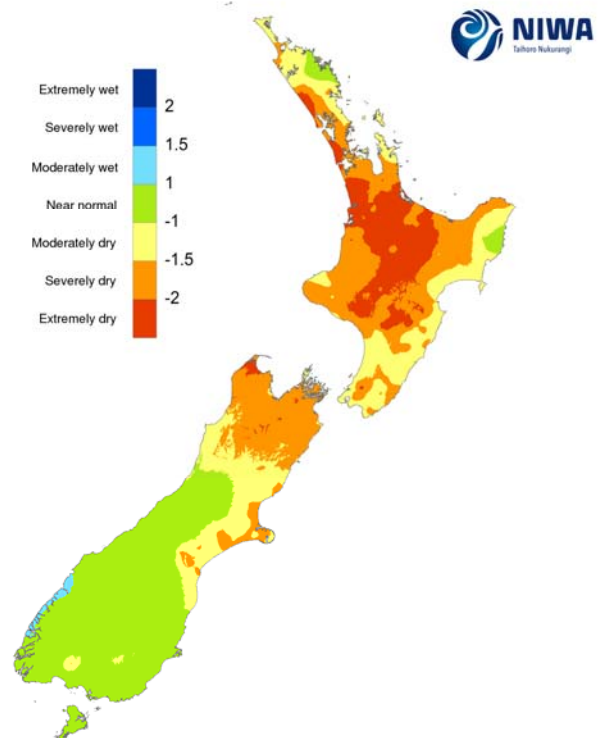 NIWA
Taihoro Nukurangi
Extremely wet
2
Severely wet
1.5
Moderately wet
1
Near normal
-1
Moderately dry
-1.5
Severely dry
-2
Extremely dry